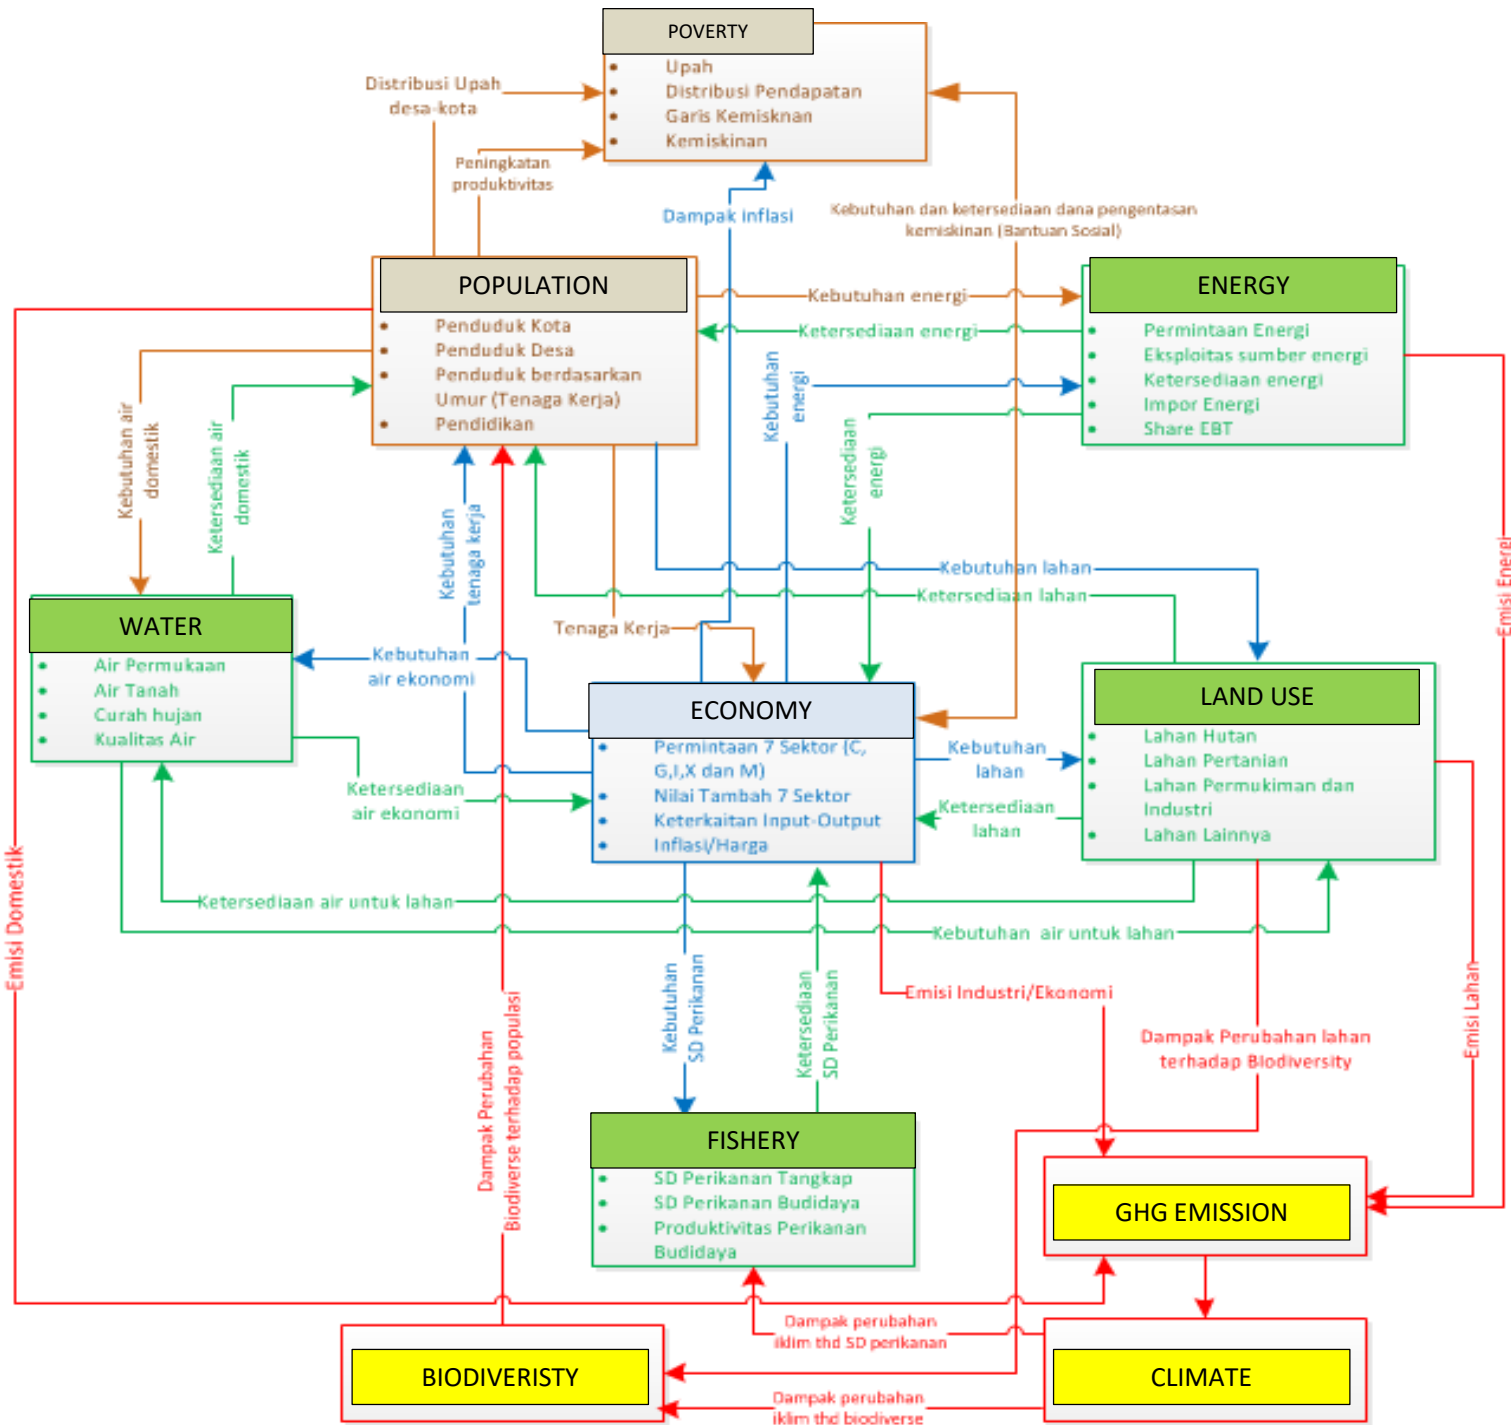 POVERTY
Upah
Distribusi Pendapatan
Garis Kemisknan
Kemiskinan
Distribusi Upah
desa-kota
Peningkatan
produktivitas
Dampak inflasi
Kebutuhan dan ketersediaan dana pengentasan
kemiskinan (Bantuan Sosial)
POPULATION
Penduduk Kota
Penduduk Desa
Penduduk berdasarkan
Umur (Tenaga Kerja)
Pendidikan
Kebutuhan energi
Ketersediaan energi
ENERGY
Permintaan Energi
Eksploitas sumber energi
Ketersediaan energi
Impor Energi
Share EBT
Kebutuhan
energi
Ketersediaan
energi
Kebutuhan air
domestik
Ketersediaan air
domestik
Kebutuhan
tenaga kerja
Kebutuhan lahan
Ketersediaan lahan
Tenaga Kerja
Emisi Energi
WATER
Air Permukaan
Air Tanah
Curah hujan
Kualitas Air
Kebutuhan
air ekonomi
Ketersediaan
air ekonomi
ECONOMY
Permintaan 7 Sektor (C,
G,I,X dan M)
Nilai Tambah 7 Sektor
Keterkaitan Input-Output
Inflasi/Harga
Kebutuhan
lahan
Ketersediaan
lahan
LAND USE
Lahan Hutan
Lahan Pertanian
Lahan Permukiman dan
Industri
Lahan Lainnya
Ketersediaan air untuk lahan
Kebutuhan air untuk lahan
Emisi Domestik
Kebutuhan
SD Perikanan
Ketersediaan
SD Perikanan
Emisi Industri/Ekonomi
Dampak Perubahan lahan
terhadap Biodiversity
Emisi Lahan
Dampak Perubahan
Biodiverse terhadap populasi
FISHERY
SD Perikanan Tangkap
SD Perikanan Budidaya
Produktivitas Perikanan
Budidaya
GHG EMISSION
Dampak perubahan
iklim thd SD perikanan
BIODIVERISTY
CLIMATE
Dampak perubahan
iklim thd biodiverse